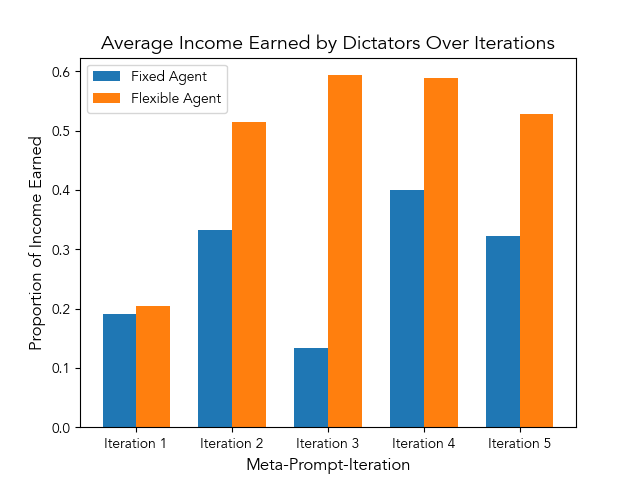 Average Income Earned by Dictators Over Iterations
Fixed Agent
Flexible Agent
Proportion of Income Earned
0.6
0.5
0.4
0.3
0.2
0.1
0.0
Iteration 1
Iteration 2
Iteration 3
Iteration 4
Iteration 5
Meta-Prompt-Iteration